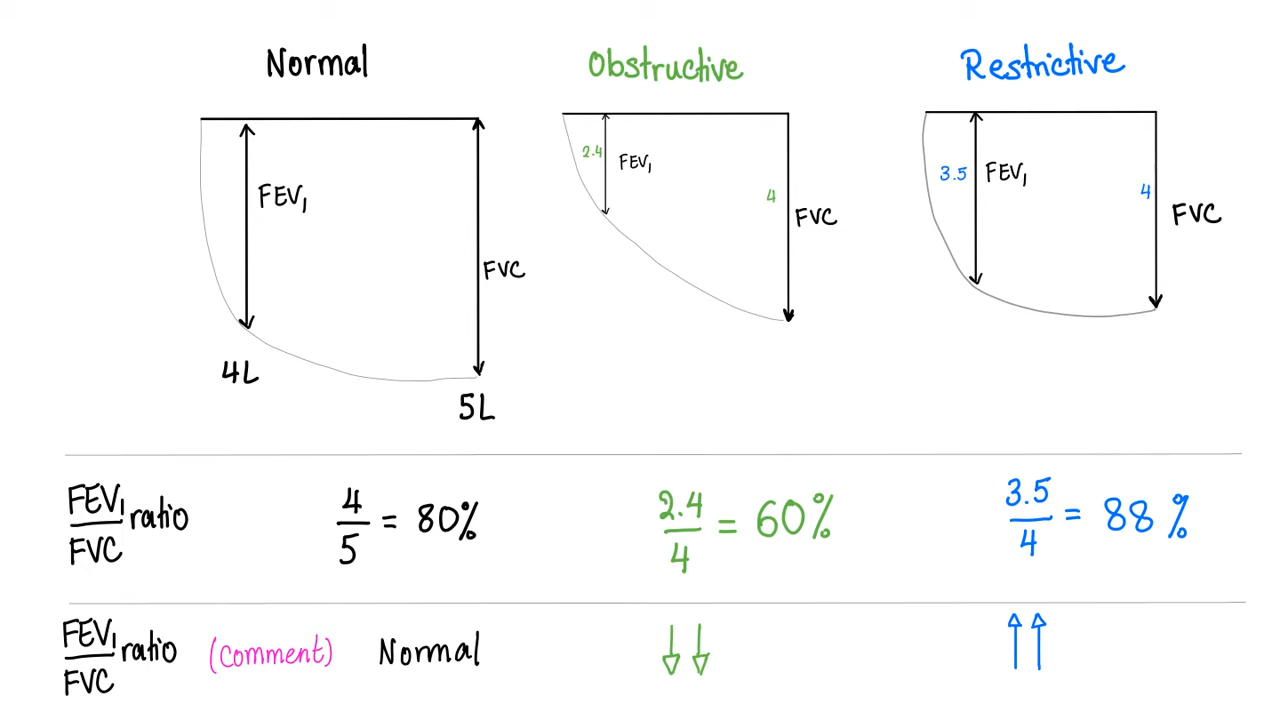 Normal
Obstructive
Restrictive
FEV₁
FVC
4L
5L
2.4
FEV₁
4
FVC
3.5
FEV₁
4
FVC
FEV₁/FVC ratio
4/5 = 80%
2.4/4 = 60%
3.5/4 = 88%
FEV₁/FVC ratio (Comment) Normal ↓↓ ↑↑